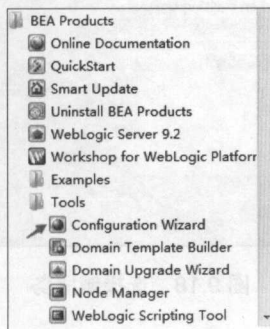 BEA Products
Online Documentation
QuickStart
Smart Update
Uninstall BEA Products
WebLogic Server 9.2
Workshop for WebLogic Platforr
Examples
Tools
Configuration Wizard
Domain Template Builder
Domain Upgrade Wizard
Node Manager
WebLogic Scripting Tool